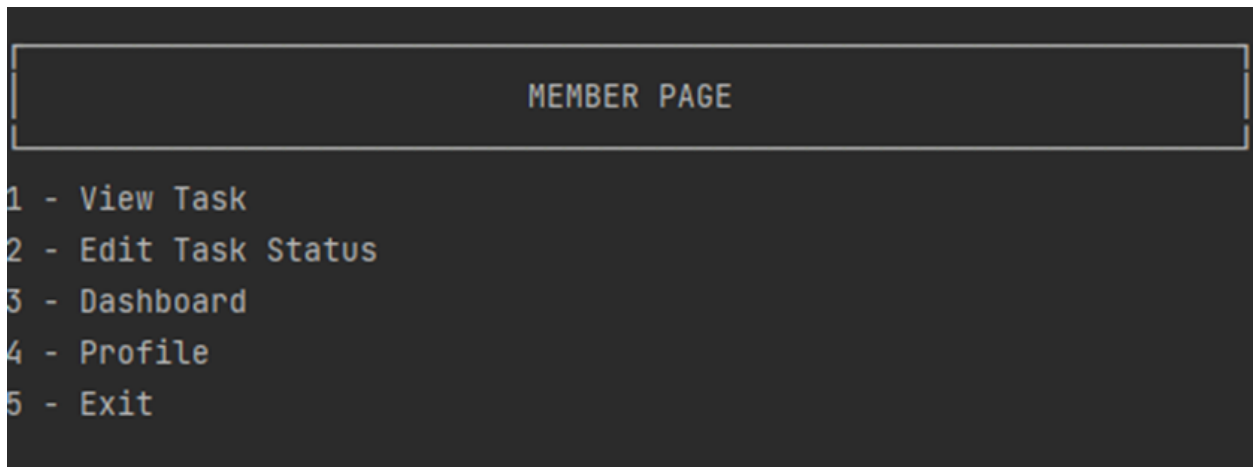 MEMBER PAGE
1 - View Task
2 - Edit Task Status
3 - Dashboard
4 - Profile
5 - Exit